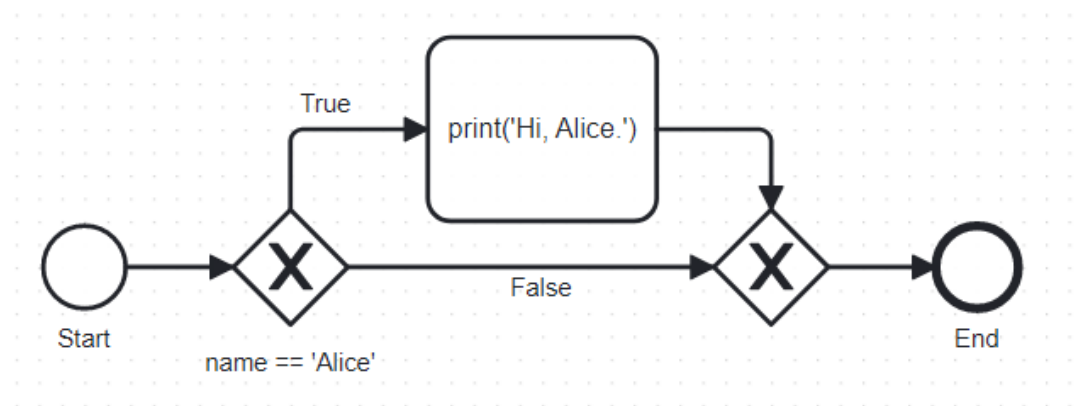 True
print('Hi, Alice.')
False
Start
name == 'Alice'
End